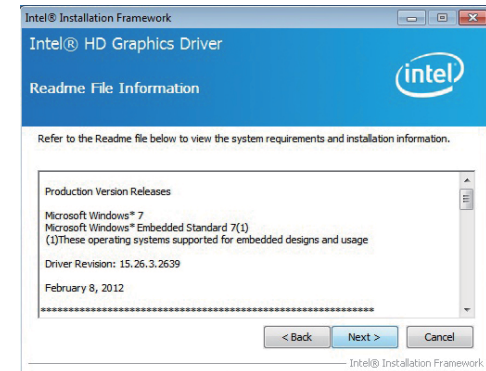 Intel® Installation Framework
Intel® HD Graphics Driver
intel
Readme File Information
Refer to the Readme file below to view the system requirements and installation information.
Production Version Releases
Microsoft Windows* 7
Microsoft Windows* Embedded Standard 7(1)
(1)These operating systems supported for embedded designs and usage
Driver Revision: 15.26.3.2639
February 8, 2012
***************************************************************
< Back
Next >
Cancel
Intel® Installation Framework